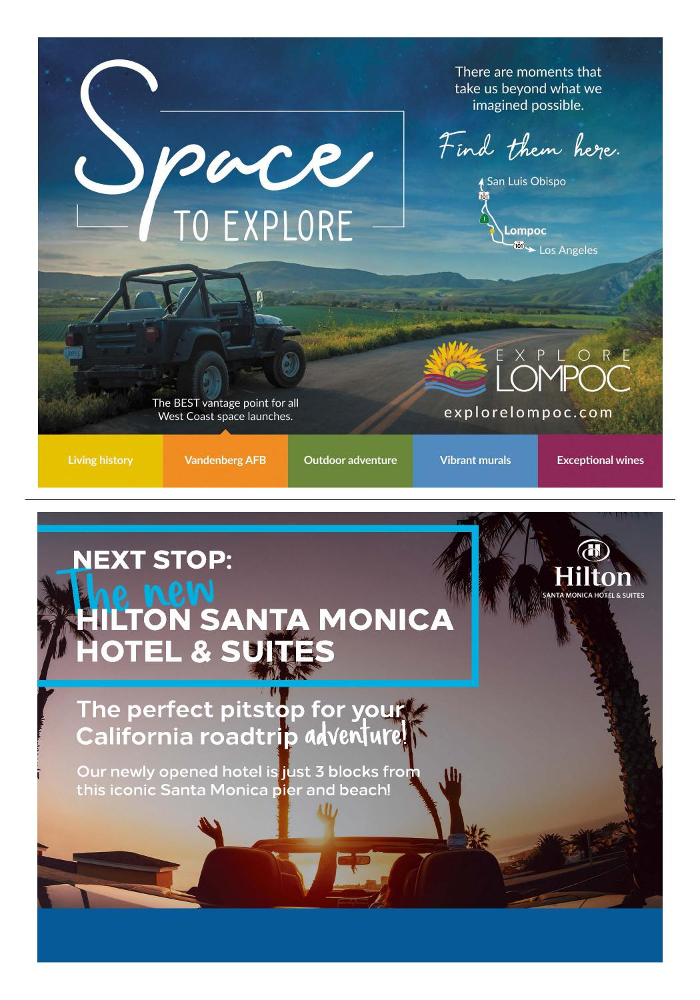 Space
TO EXPLORE
There are moments that
take us beyond what we
imagined possible.
Find them here.
San Luis Obispo
101
1
Lompoc
101
Los Angeles
LOMPOC
EXPLORE
LOMPOC
explorelompoc.com
The BEST vantage point for all
West Coast space launches.
Living history
Vandenberg AFB
Outdoor adventure
Vibrant murals
Exceptional wines
NEXT STOP:
The new
HILTON SANTA MONICA
HOTEL & SUITES
H
Hilton
SANTA MONICA HOTEL & SUITES
The perfect pitstop for your
California roadtrip adventure!
Our newly opened hotel is just 3 blocks from
this iconic Santa Monica pier and beach!